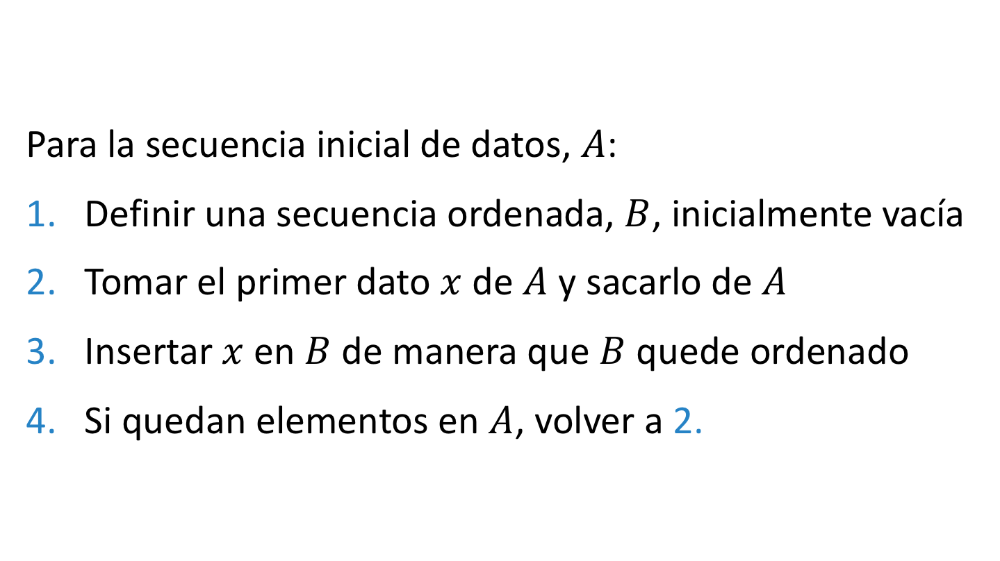 Para la secuencia inicial de datos, A:
1. Definir una secuencia ordenada, B, inicialmente vacía
2. Tomar el primer dato x de A y sacarlo de A
3. Insertar x en B de manera que B quede ordenado
4. Si quedan elementos en A, volver a 2.